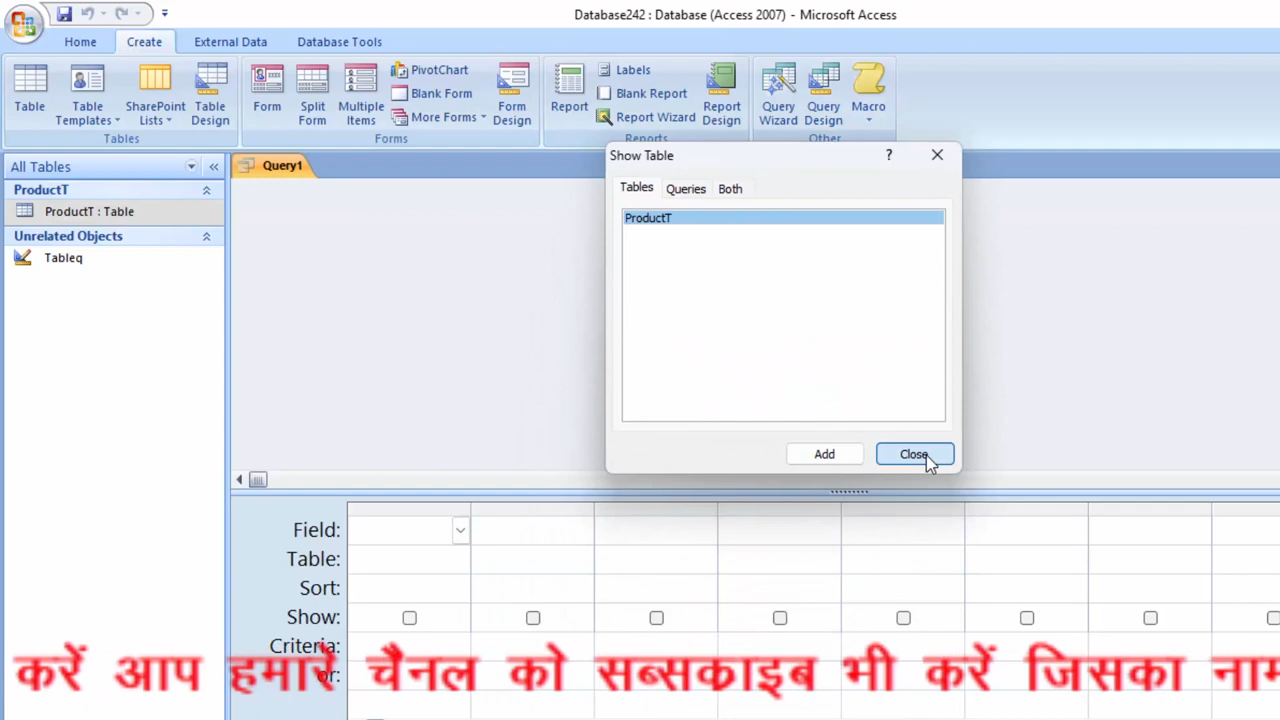 Database242 : Database (Access 2007) - Microsoft Access
Home Create External Data Database Tools
Table
Table Templates
SharePoint Lists
Table Design
Tables
Form
Split Form
Multiple Items
PivotChart
Blank Form
More Forms
Form Design
Forms
Report
Labels
Blank Report
Report Wizard
Report Design
Reports
Query Wizard
Query Design
Macro
Other
All Tables
ProductT
ProductT : Table
Unrelated Objects
Tableq
Query1
Show Table
?
Tables Queries Both
ProductT
Add Close
Field:
Table:
Sort:
Show:
Criteria:
or:
करें आप हमारे चैनल को सब्सक्राइब भी करें जिसका नाम